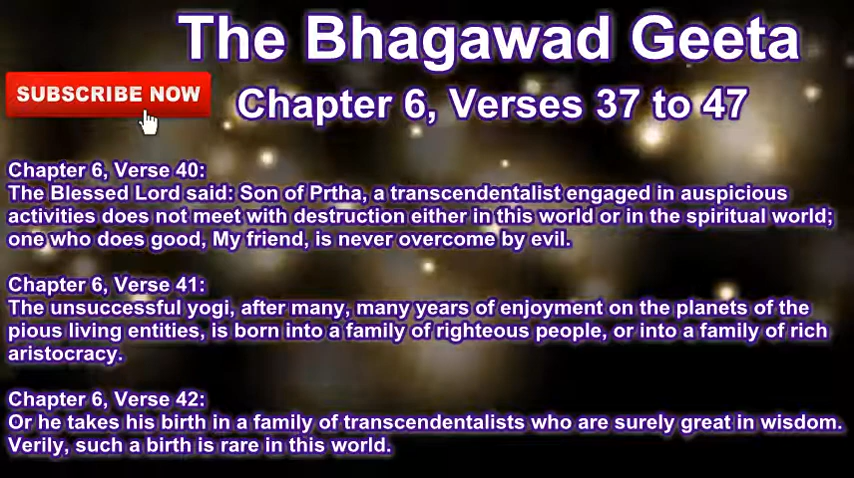 The Bhagawad Geeta
SUBSCRIBE NOW
Chapter 6, Verses 37 to 47
Chapter 6, Verse 40:
The Blessed Lord said: Son of Prtha, a transcendentalist engaged in auspicious
activities does not meet with destruction either in this world or in the spiritual world;
one who does good, My friend, is never overcome by evil.
Chapter 6, Verse 41:
The unsuccessful yogi, after many, many years of enjoyment on the planets of the
pious living entities, is born into a family of righteous people, or into a family of rich
aristocracy.
Chapter 6, Verse 42:
Or he takes his birth in a family of transcendentalists who are surely great in wisdom.
Verily, such a birth is rare in this world.